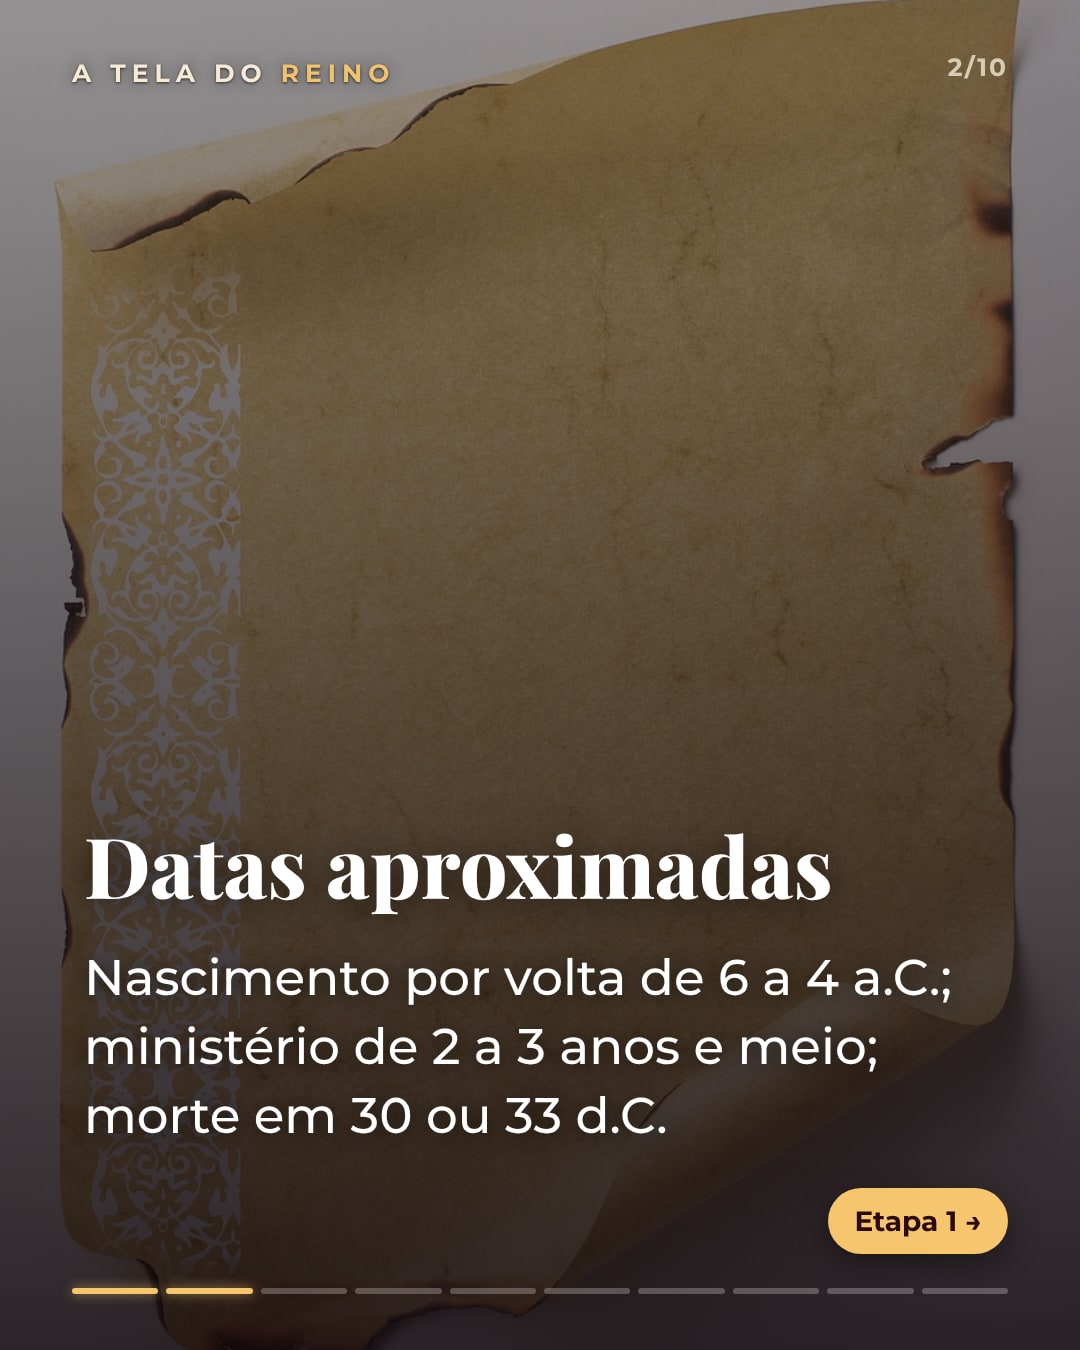 A TELA DO REINO
2/10
Datas aproximadas
Nascimento por volta de 6 a 4 a.C.;
ministério de 2 a 3 anos e meio;
morte em 30 ou 33 d.C.
Etapa 1 →